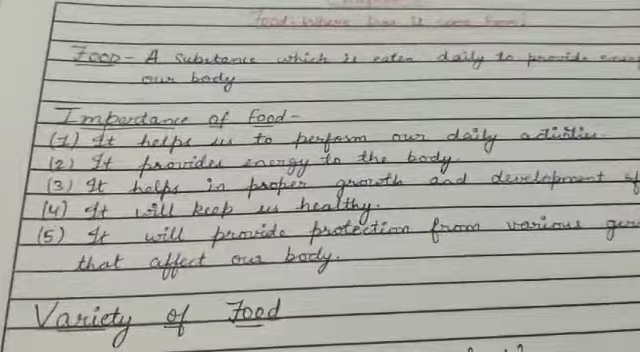 Food: Where Does it come from?
FOOD - A substance which is eaten daily to provide
our body
Importance of food -
(1) It helps us to perform our daily activities.
(2) It provides energy to the body.
(3) It helps in proper growth and development of
(4) It will keep us healthy.
(5) It will provide protection from various
that affect our body.
Variety of Food